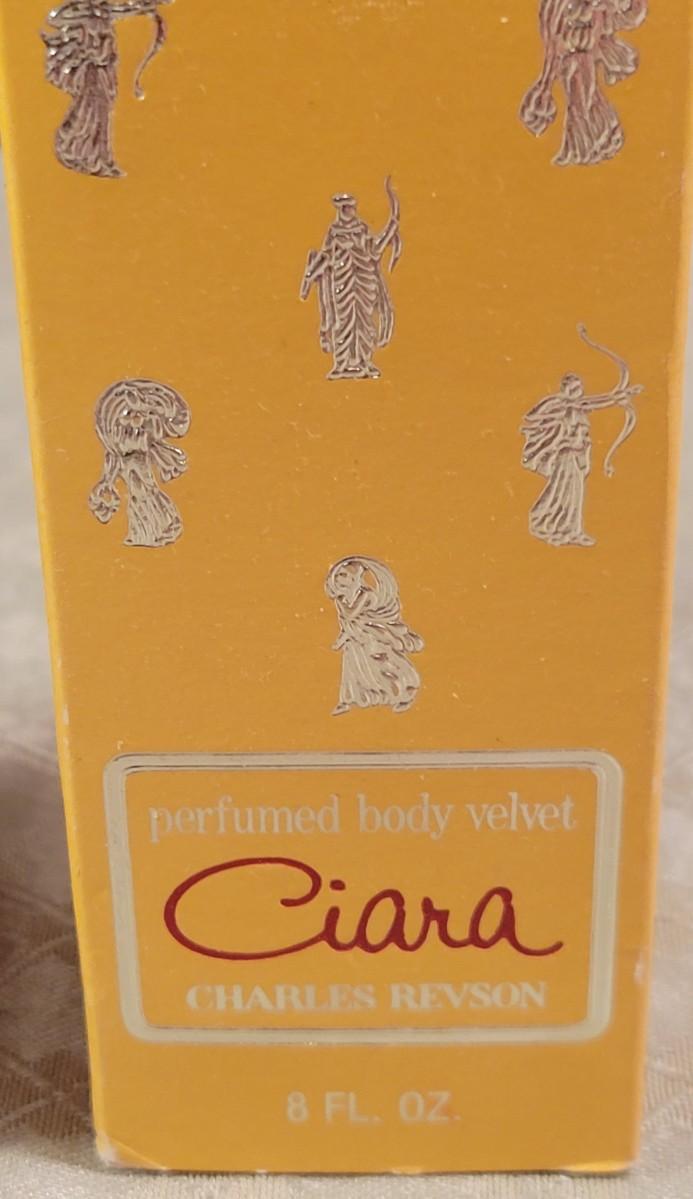 perfumed body velvet
Ciara
CHARLES REVSON
8 FL. OZ.